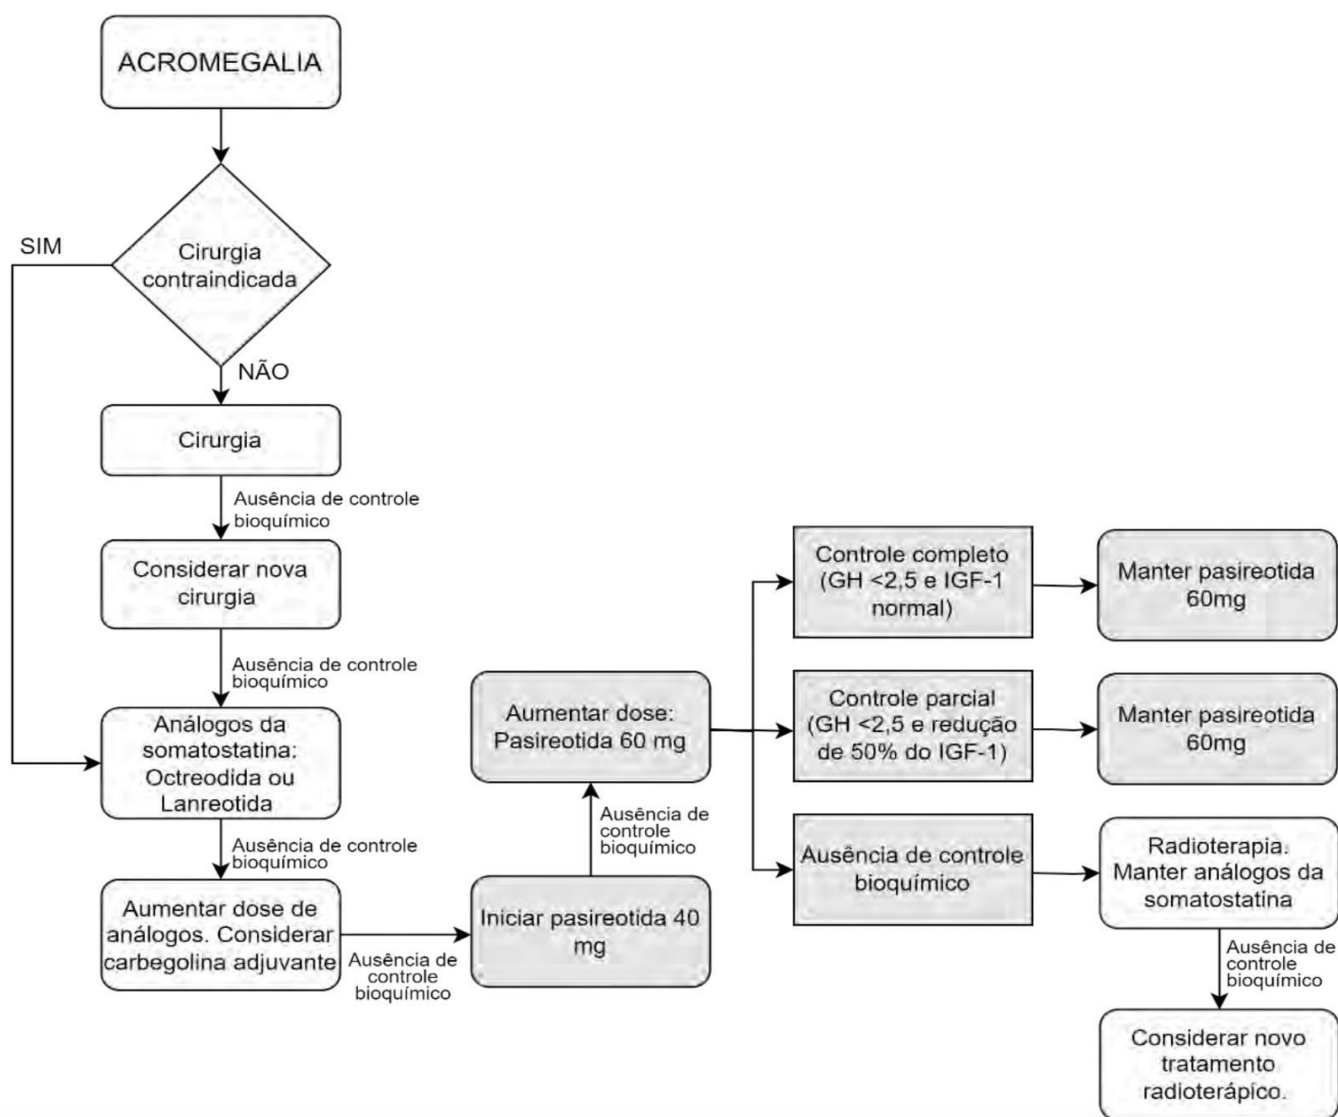 ACROMEGALIA
SIM
Cirurgia
contraindicada
NÃO
Cirurgia
Ausência de controle
bioquímico
Considerar nova
cirurgia
Ausência de controle
bioquímico
Análogos da
somatostatina:
Octreodida ou
Lanreotida
Ausência de controle
bioquímico
Aumentar dose de
análogos. Considerar
carbegolina adjuvante
Ausência de
controle
bioquímico
Iniciar pasireotida 40
mg
Ausência de
controle
bioquímico
Aumentar dose:
Pasireotida 60 mg
Controle completo
(GH <2,5 e IGF-1
normal)
Manter pasireotida
60mg
Controle parcial
(GH <2,5 e redução
de 50% do IGF-1)
Manter pasireotida
60mg
Ausência de controle
bioquímico
Radioterapia.
Manter análogos da
somatostatina
Ausência de
controle
bioquímico
Considerar novo
tratamento
radioterápico.